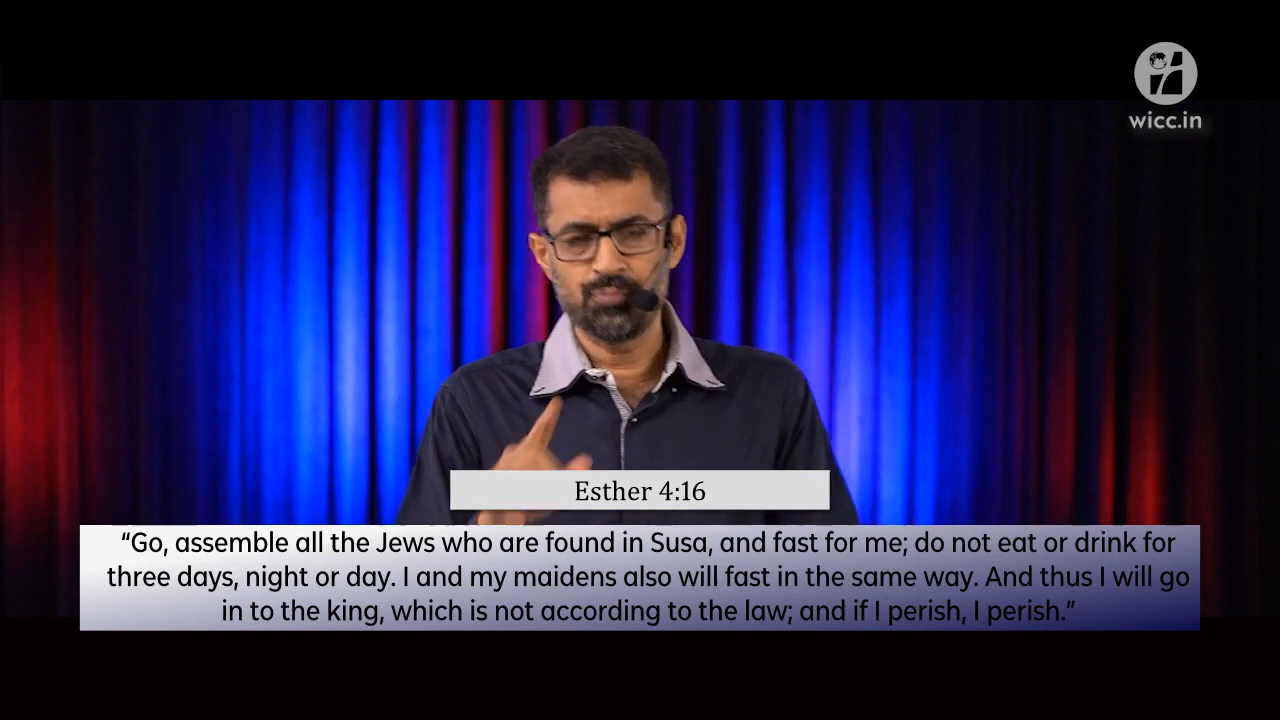 wicc.in
Esther 4:16
“Go, assemble all the Jews who are found in Susa, and fast for me; do not eat or drink for
three days, night or day. I and my maidens also will fast in the same way. And thus I will go
in to the king, which is not according to the law; and if I perish, I perish.”